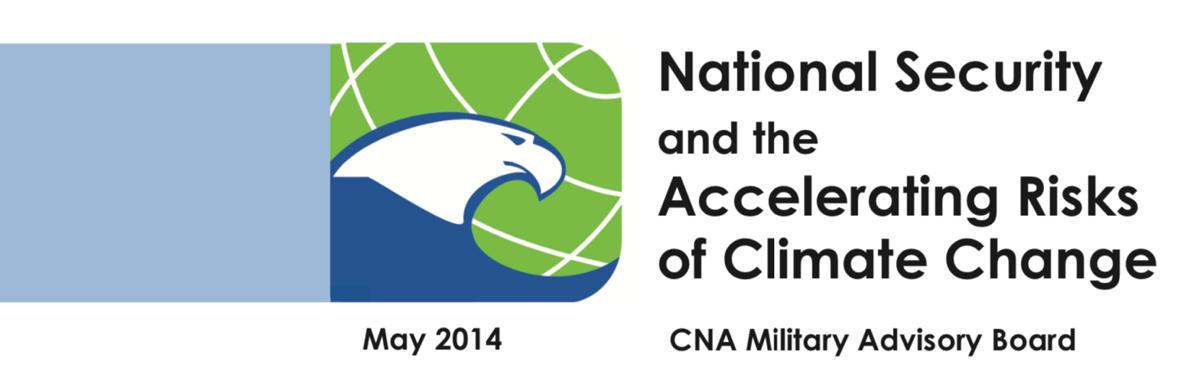 National Security
and the
Accelerating Risks
of Climate Change
May 2014
CNA Military Advisory Board